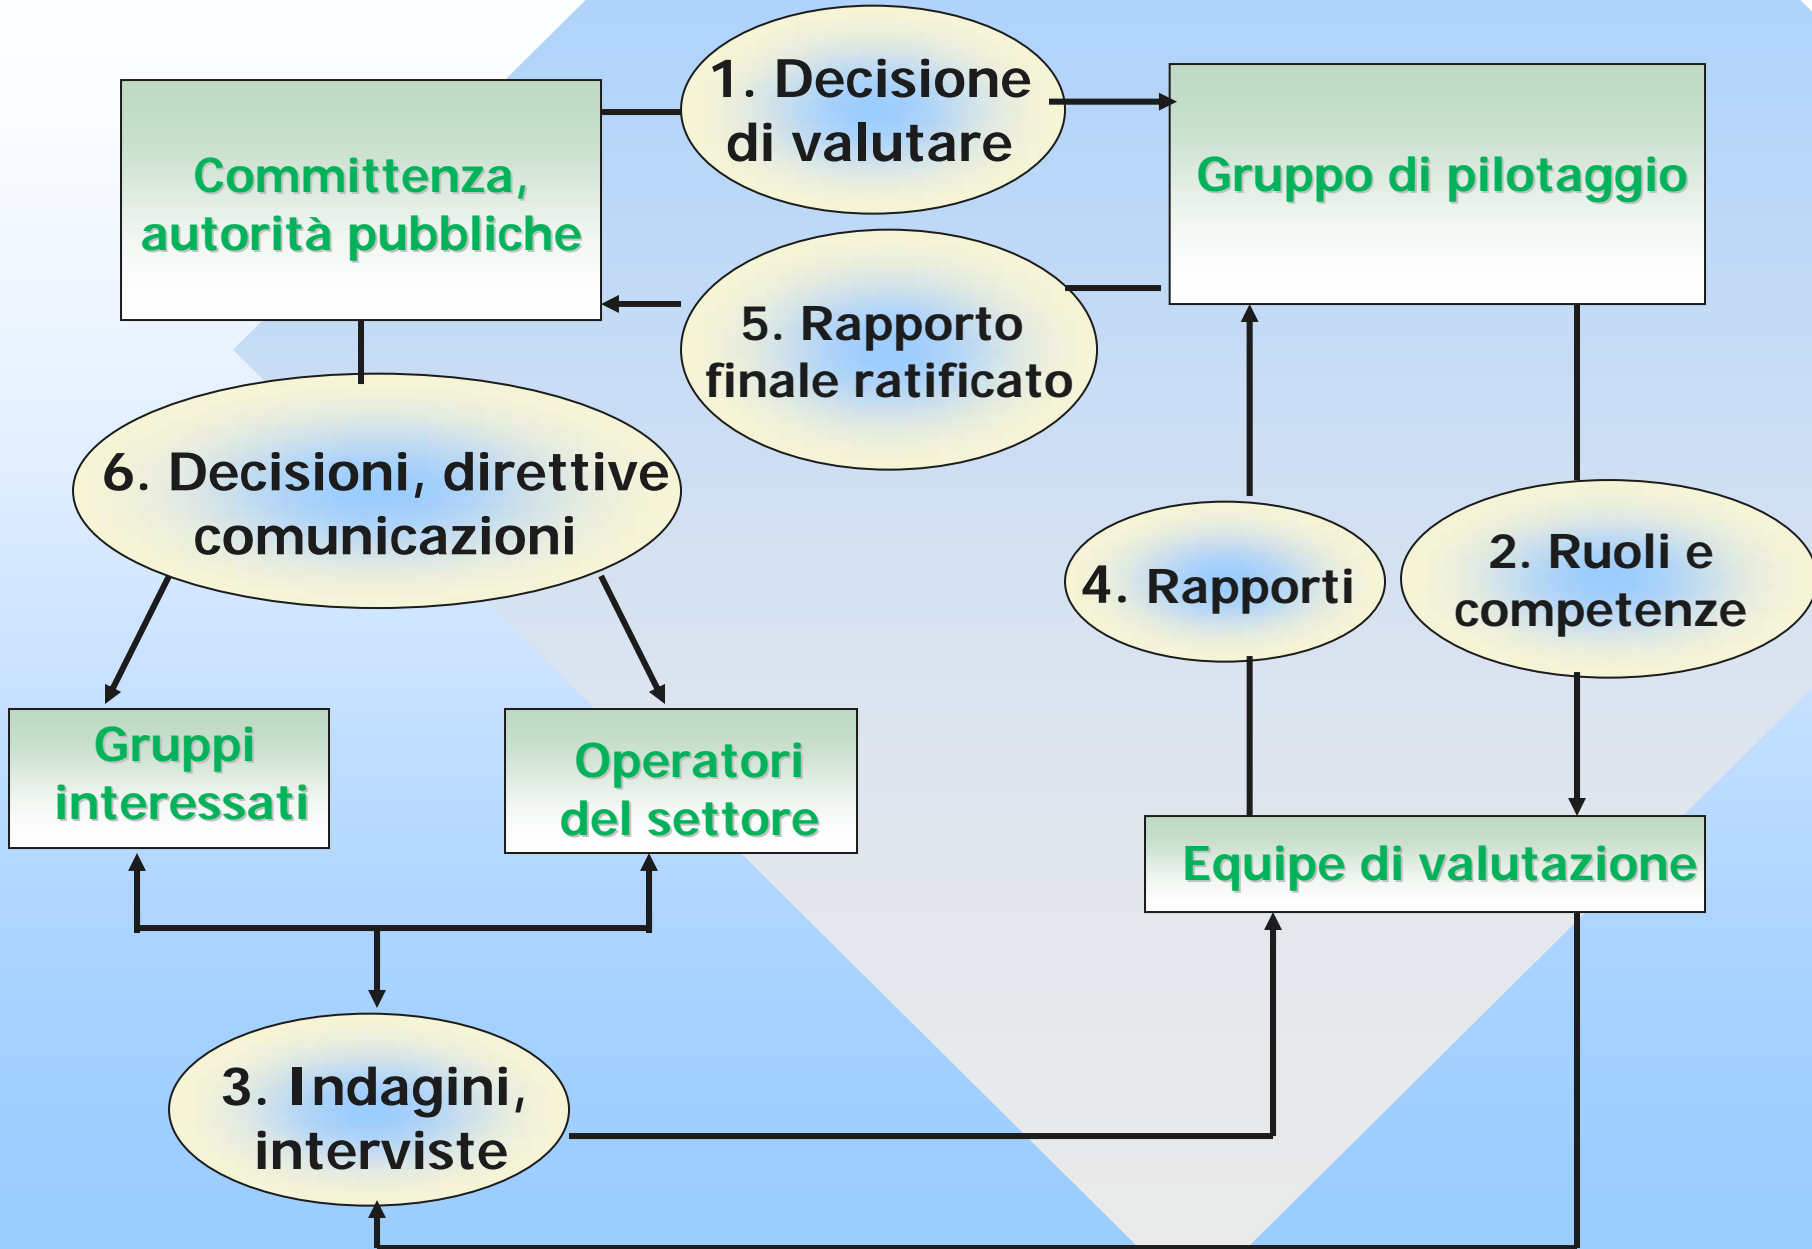 1. Decisione
di valutare
Committenza,
autorità pubbliche
Gruppo di pilotaggio
5. Rapporto
finale ratificato
6. Decisioni, direttive
comunicazioni
4. Rapporti
2. Ruoli e
competenze
Gruppi
interessati
Operatori
del settore
Equipe di valutazione
3. Indagini,
interviste